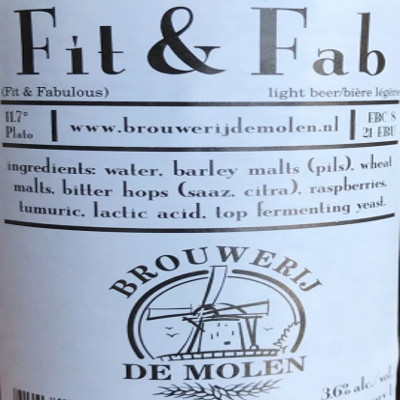 Fit & Fab
(Fit & Fabulous) light beer/bière légère
11.7° Plato
www.brouwerijdemolen.nl
EBC 8
21 EBU
ingredients: water, barley malts (pils), wheat
malts, bitter hops (saaz, citra), raspberries,
tumuric, lactic acid, top fermenting yeast.
BROUWERIJ
DE MOLEN
3.6% alc./vol